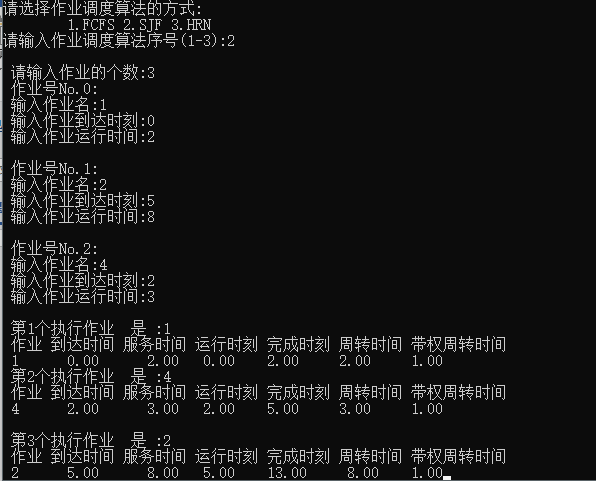 请选择作业调度算法的方式:
1.FCFS 2.SJF 3.HRN
请输入作业调度算法序号(1-3):2
请输入作业的个数:3
作业号No.0:
输入作业名:1
输入作业到达时刻:0
输入作业运行时间:2
作业号No.1:
输入作业名:2
输入作业到达时刻:5
输入作业运行时间:8
作业号No.2:
输入作业名:4
输入作业到达时刻:2
输入作业运行时间:3
第1个执行作业 是 :1
作业 到达时间 服务时间 运行时刻 完成时刻 周转时间 带权周转时间
1 0.00 2.00 0.00 2.00 2.00 1.00
第2个执行作业 是 :4
作业 到达时间 服务时间 运行时刻 完成时刻 周转时间 带权周转时间
4 2.00 3.00 2.00 5.00 3.00 1.00
第3个执行作业 是 :2
作业 到达时间 服务时间 运行时刻 完成时刻 周转时间 带权周转时间
2 5.00 8.00 5.00 13.00 8.00 1.00